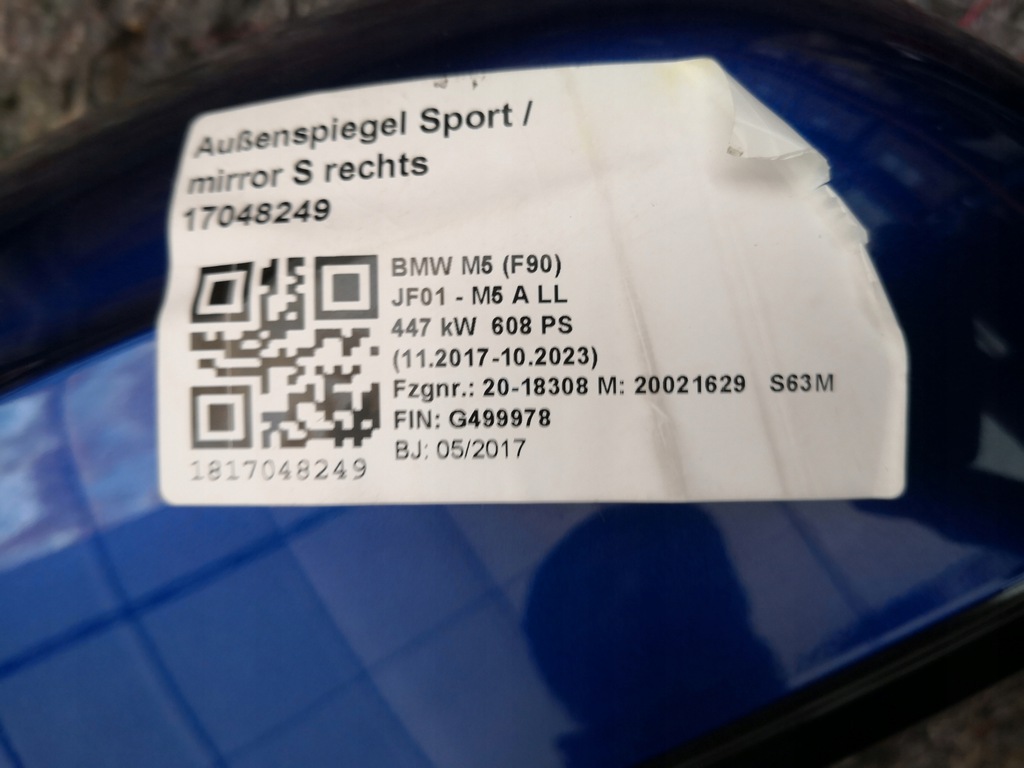 Außenspiegel Sport /
mirror S rechts
17048249
BMW M5 (F90)
JF01 - M5 A LL
447 kW 608 PS
(11.2017-10.2023)
Fzgnr.: 20-18308 M: 20021629 S63M
FIN: G499978
BJ: 05/2017
1817048249